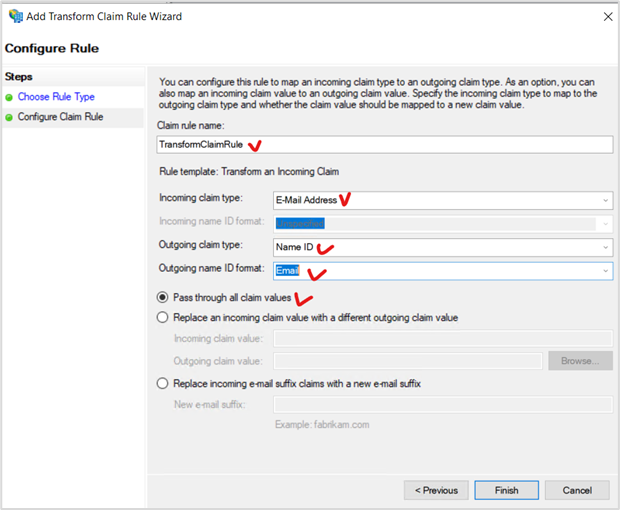 Add Transform Claim Rule Wizard
Configure Rule
Steps
Choose Rule Type
Configure Claim Rule
You can configure this rule to map an incoming claim type to an outgoing claim type. As an option, you can
also map an incoming claim value to an outgoing claim value. Specify the incoming claim type to map to the
outgoing claim type and whether the claim value should be mapped to a new claim value.
Claim rule name:
TransformClaimRule
Rule template: Transform an Incoming Claim
Incoming claim type:
E-Mail Address
Incoming name ID format:
Outgoing claim type:
Name ID
Outgoing name ID format:
Email
Pass through all claim values
Replace an incoming claim value with a different outgoing claim value
Incoming claim value:
Outgoing claim value:
Browse...
Replace incoming e-mail suffix claims with a new e-mail suffix
New e-mail suffix:
Example: fabrikam.com
< Previous
Finish
Cancel